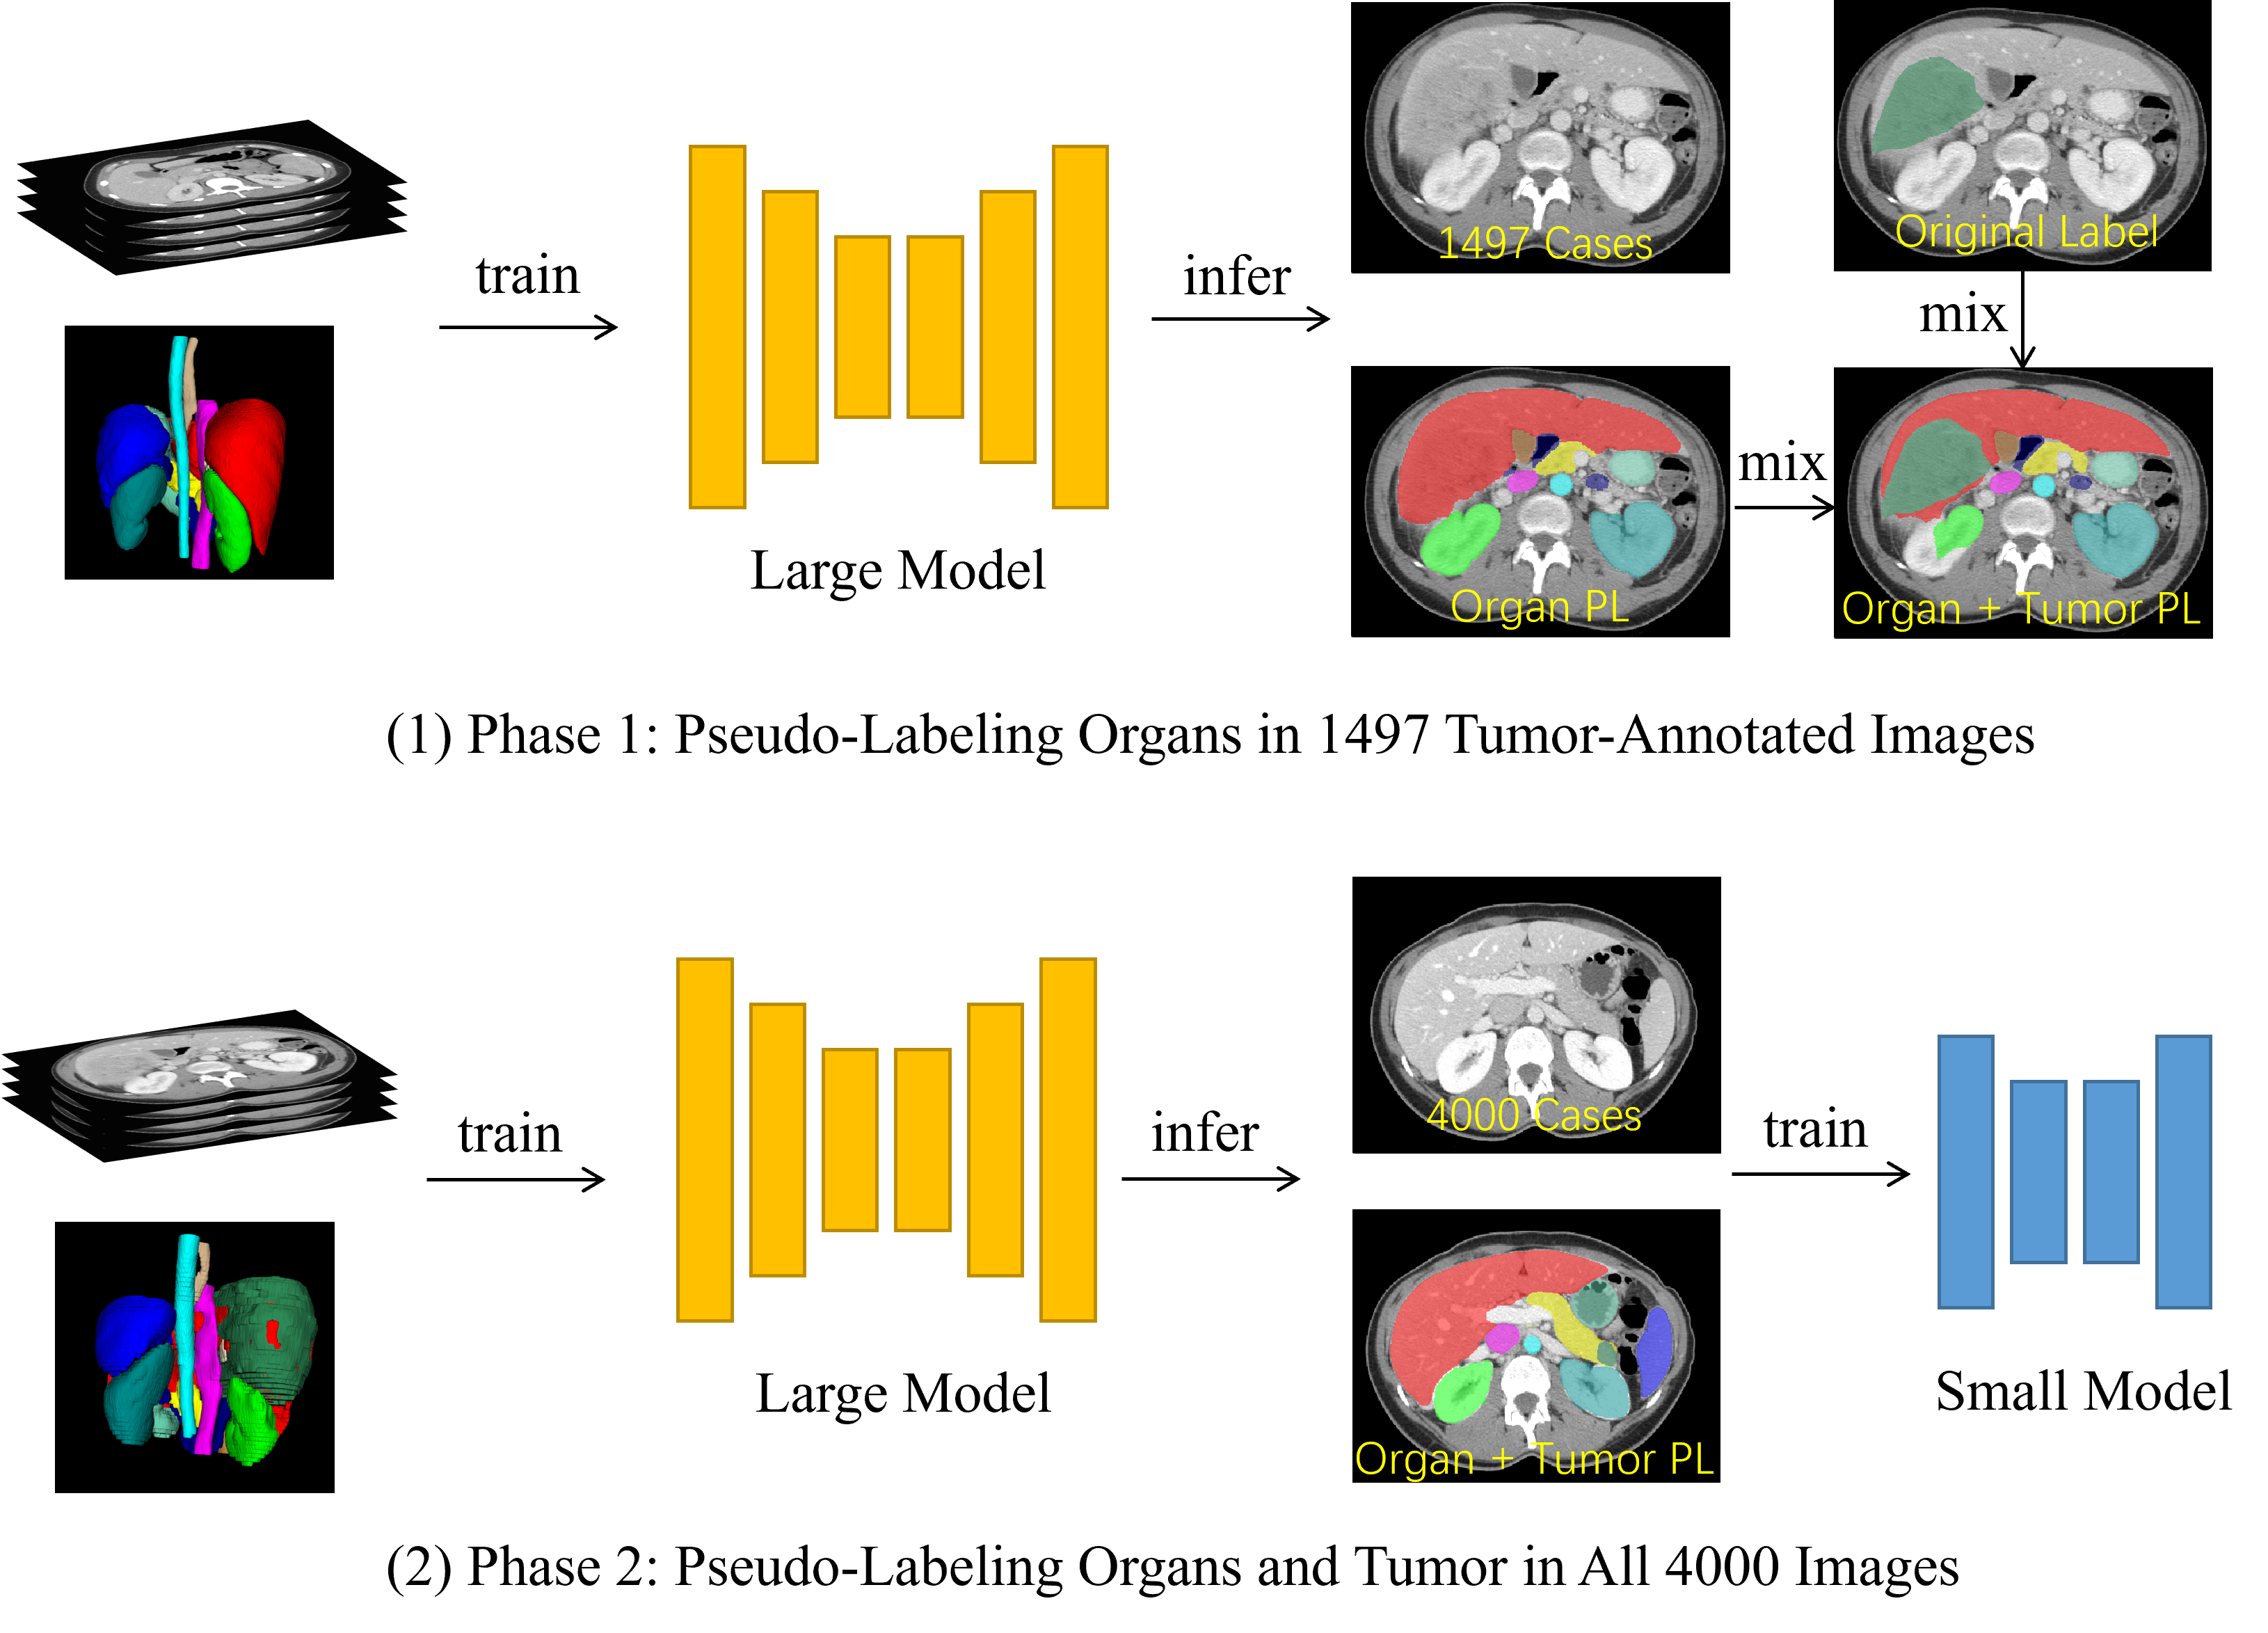 train
Large Model
infer
1497 Cases
Original Label
mix
Organ PL
mix
Organ + Tumor PL
(1) Phase 1: Pseudo-Labeling Organs in 1497 Tumor-Annotated Images
train
Large Model
infer
4000 Cases
Organ + Tumor PL
train
Small Model
(2) Phase 2: Pseudo-Labeling Organs and Tumor in All 4000 Images